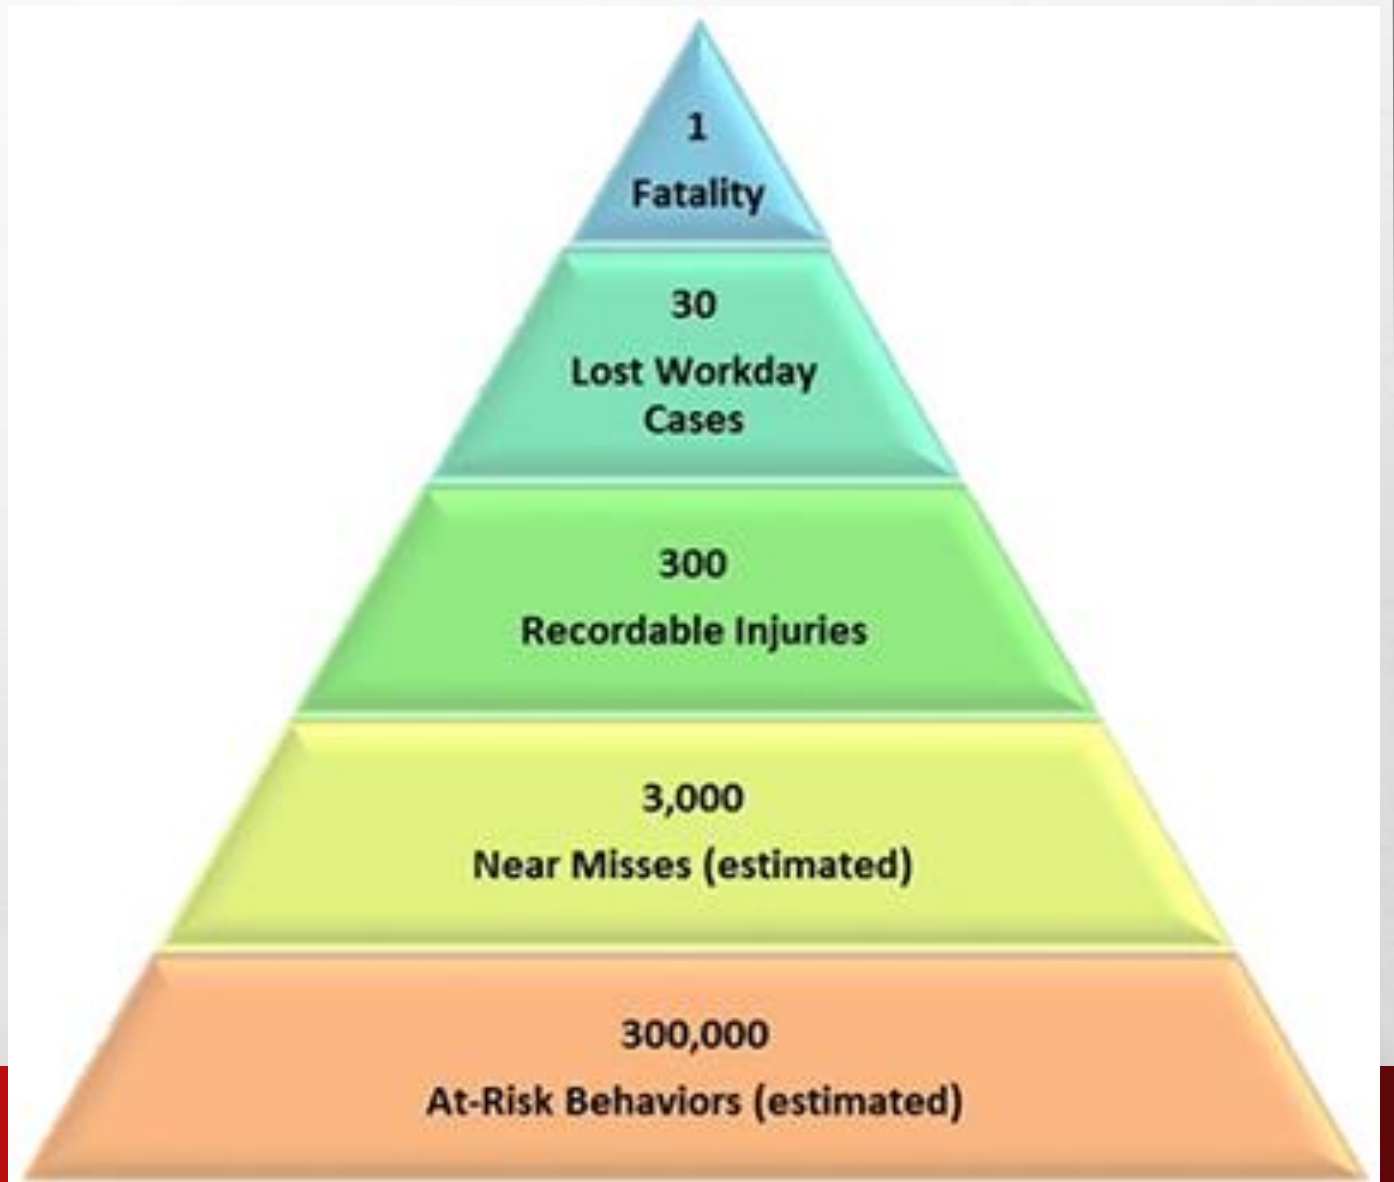 1
Fatality
30
Lost Workday
Cases
300
Recordable Injuries
3,000
Near Misses (estimated)
300,000
At-Risk Behaviors (estimated)